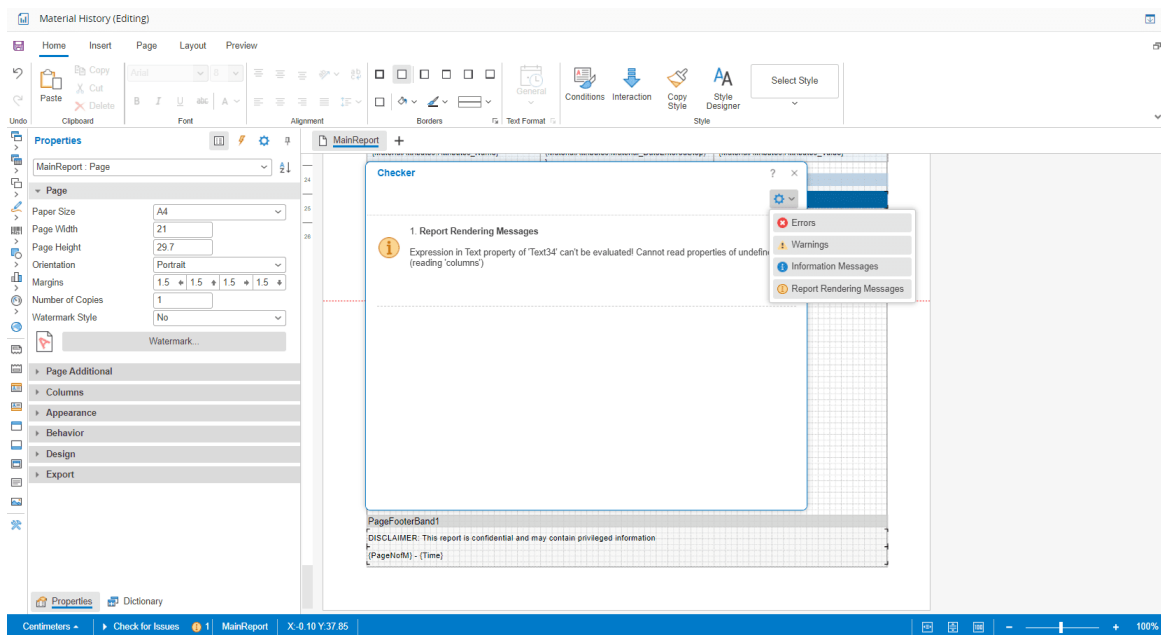 Material History (Editing)
Home Insert Page Layout Preview
Paste
Copy
Cut
Delete
Arial 8
B I U abc A
General
Conditions Interaction Copy Style Style Designer
Select Style
Undo Clipboard Font Alignment Borders Text Format Style
Properties
MainReport
MainReport : Page
Page
Paper Size A4
Page Width 21
Page Height 29.7
Orientation Portrait
Margins 1.5 1.5 1.5 1.5
Number of Copies 1
Watermark Style No
Watermark...
Page Additional
Columns
Appearance
Behavior
Design
Export
Properties Dictionary
24
25
26
Checker ? ×
1. Report Rendering Messages
Expression in Text property of 'Text34' can't be evaluated! Cannot read properties of undefin
(reading 'columns')
Errors
Warnings
Information Messages
Report Rendering Messages
PageFooterBand1
DISCLAIMER: This report is confidential and may contain privileged information
{PageNofM} - {Time}
Centimeters Check for Issues 1 MainReport X:-0.10 Y:37.85 100%